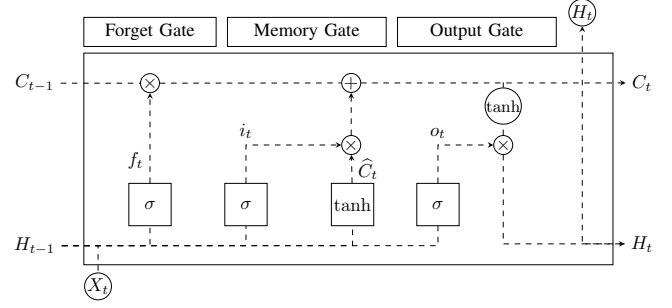 H_t
Forget Gate Memory Gate Output Gate
C_{t-1} × + C_t
tanh
i_t × o_t ×
f_t Ĉ_t
σ σ tanh σ
H_{t-1} H_t
X_t